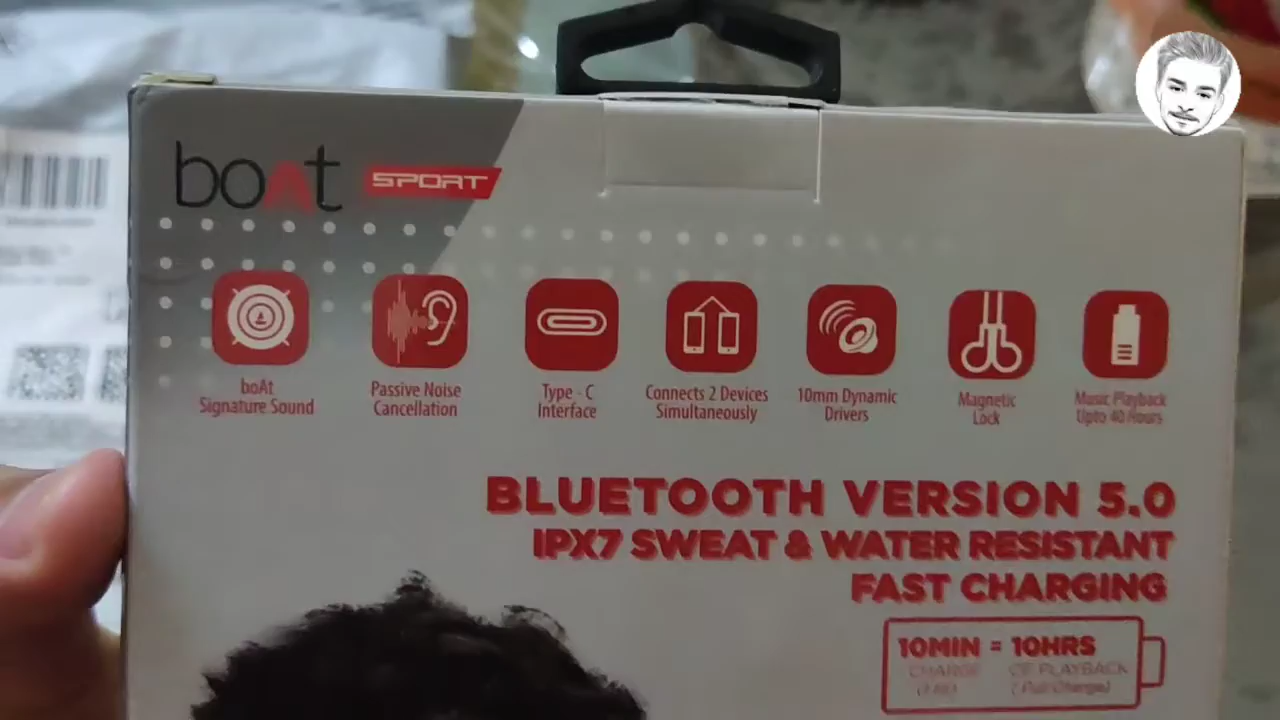 boAt SPORT
boAt
Signature Sound
Passive Noise
Cancellation
Type - C
Interface
Connects 2 Devices
Simultaneously
10mm Dynamic
Drivers
Magnetic
Lock
Music Playback
Upto 40 Hours
BLUETOOTH VERSION 5.0
IPX7 SWEAT & WATER RESISTANT
FAST CHARGING
10MIN = 10HRS
CHARGE OF PLAYBACK
(Full Charge)